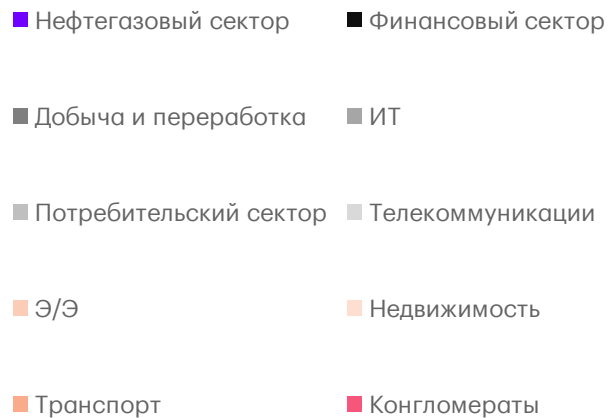 Нефтегазовый сектор
Финансовый сектор
Добыча и переработка
ИТ
Потребительский сектор
Телекоммуникации
Э/Э
Недвижимость
Транспорт
Конгломераты